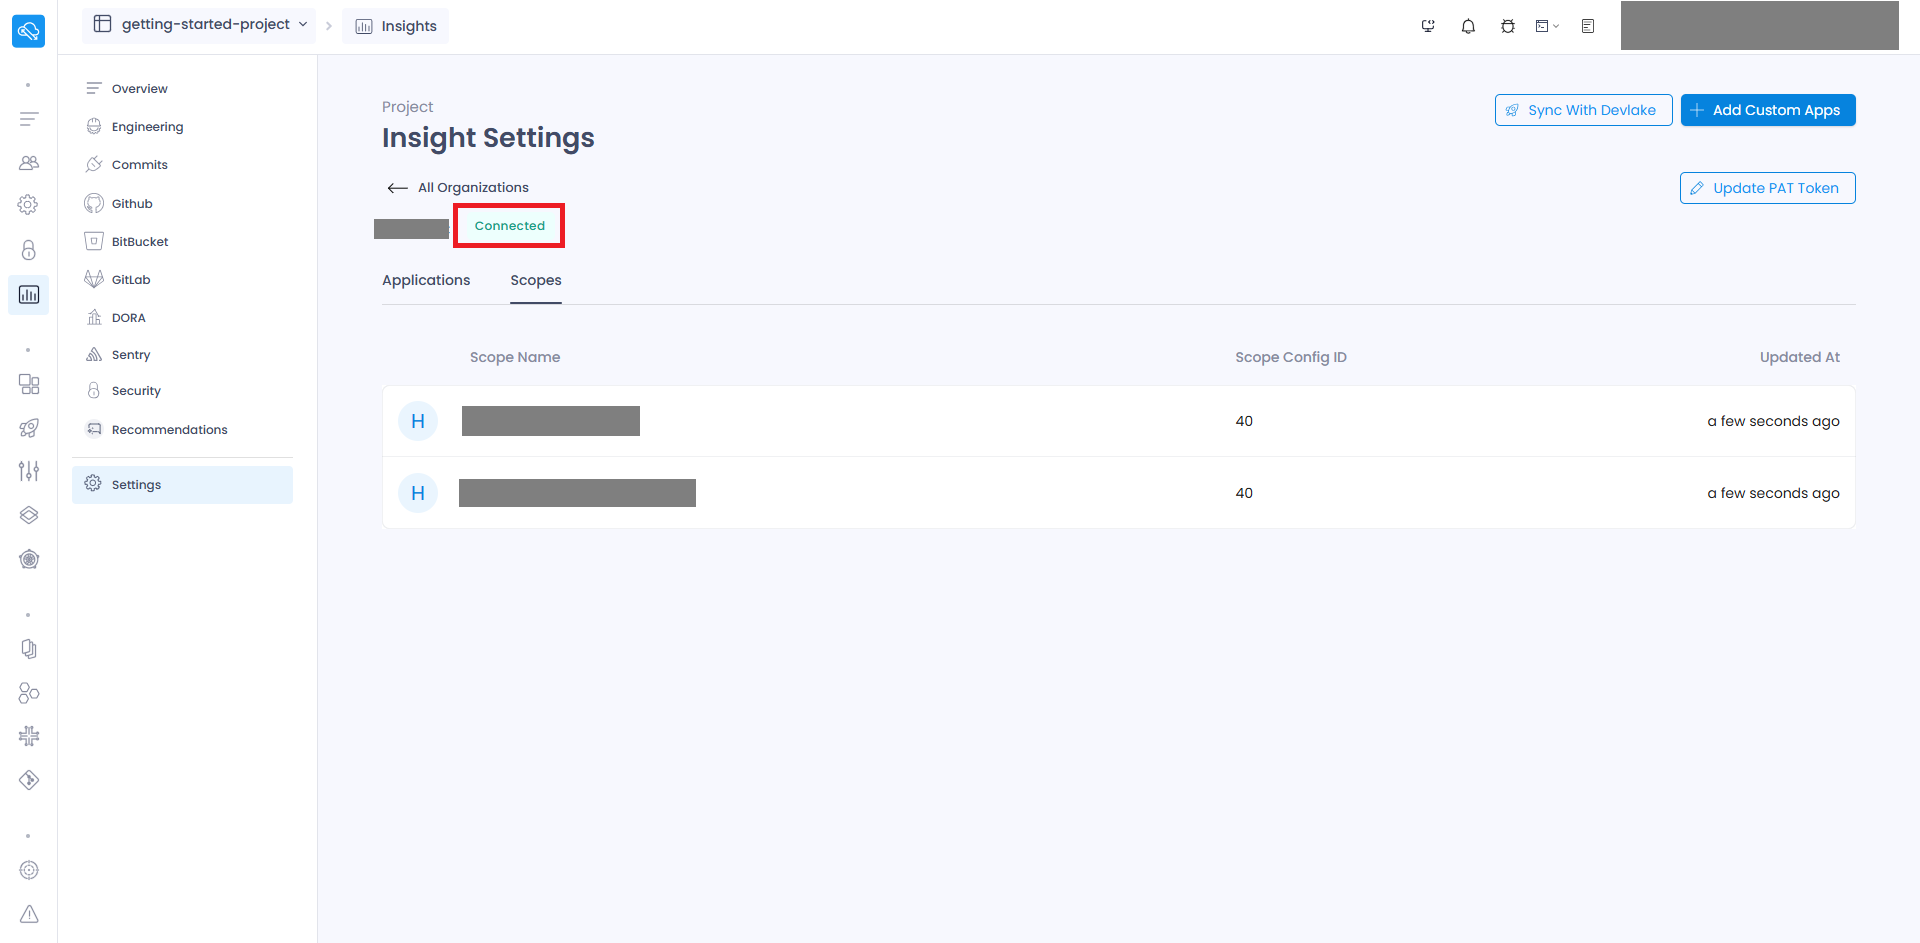 getting-started-project
Insights
Overview
Engineering
Commits
Github
BitBucket
GitLab
DORA
Sentry
Security
Recommendations
Settings
Project
Insight Settings
Sync With Devlake
Add Custom Apps
All Organizations
Update PAT Token
Connected
Applications Scopes
Scope Name Scope Config ID Updated At
H 40 a few seconds ago
H 40 a few seconds ago